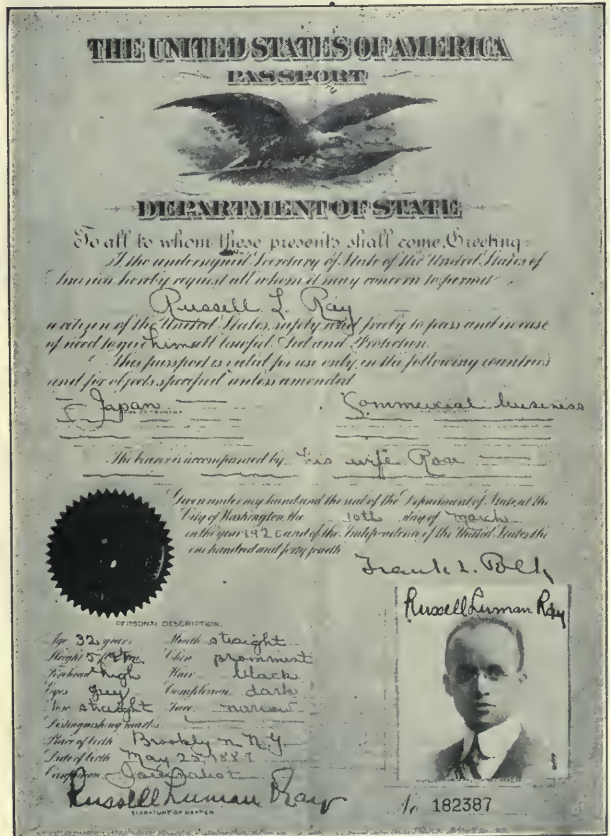 THE UNITED STATES OF AMERICA
PASSPORT
DEPARTMENT OF STATE
To all to whom these presents shall come, Greeting:
I, the undersigned, Secretary of State of the United States of
America hereby request all whom it may concern to permit
Russell L. Ray
a citizen of the United States, safely and freely to pass and in case
of need to give him all lawful Aid and Protection.
This passport is valid for use only in the following countries
and for objects specified unless amended
Japan Commercial business
The bearer is accompanied by his wife Rose
Given under my hand and the seal of the Department of State, at the
City of Washington, the 10th day of March
in the year 192 and of the Independence of the United States the
one hundred and forty fourth
Frank L. Polk
Russell Luman Ray
PERSONAL DESCRIPTION.
Age 32 years Mouth straight
Height 5 Chin prominent
Forehead high Hair black
Eyes grey Complexion dark
Nose straight Face narrow
Distinguishing marks
Place of birth Brooklyn N.Y
Date of birth May 25 1887
Occupation Journalist
Russell Luman Ray
SIGNATURE OF BEARER
No 182387